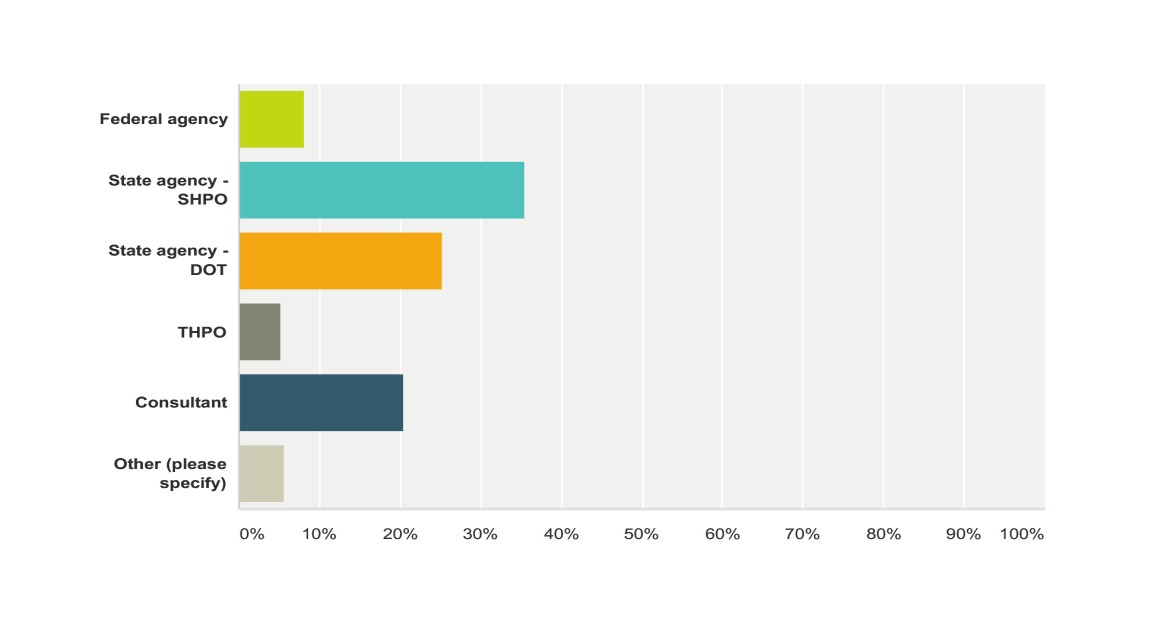 Federal agency
State agency -
SHPO
State agency -
DOT
THPO
Consultant
Other (please
specify)
0% 10% 20% 30% 40% 50% 60% 70% 80% 90% 100%